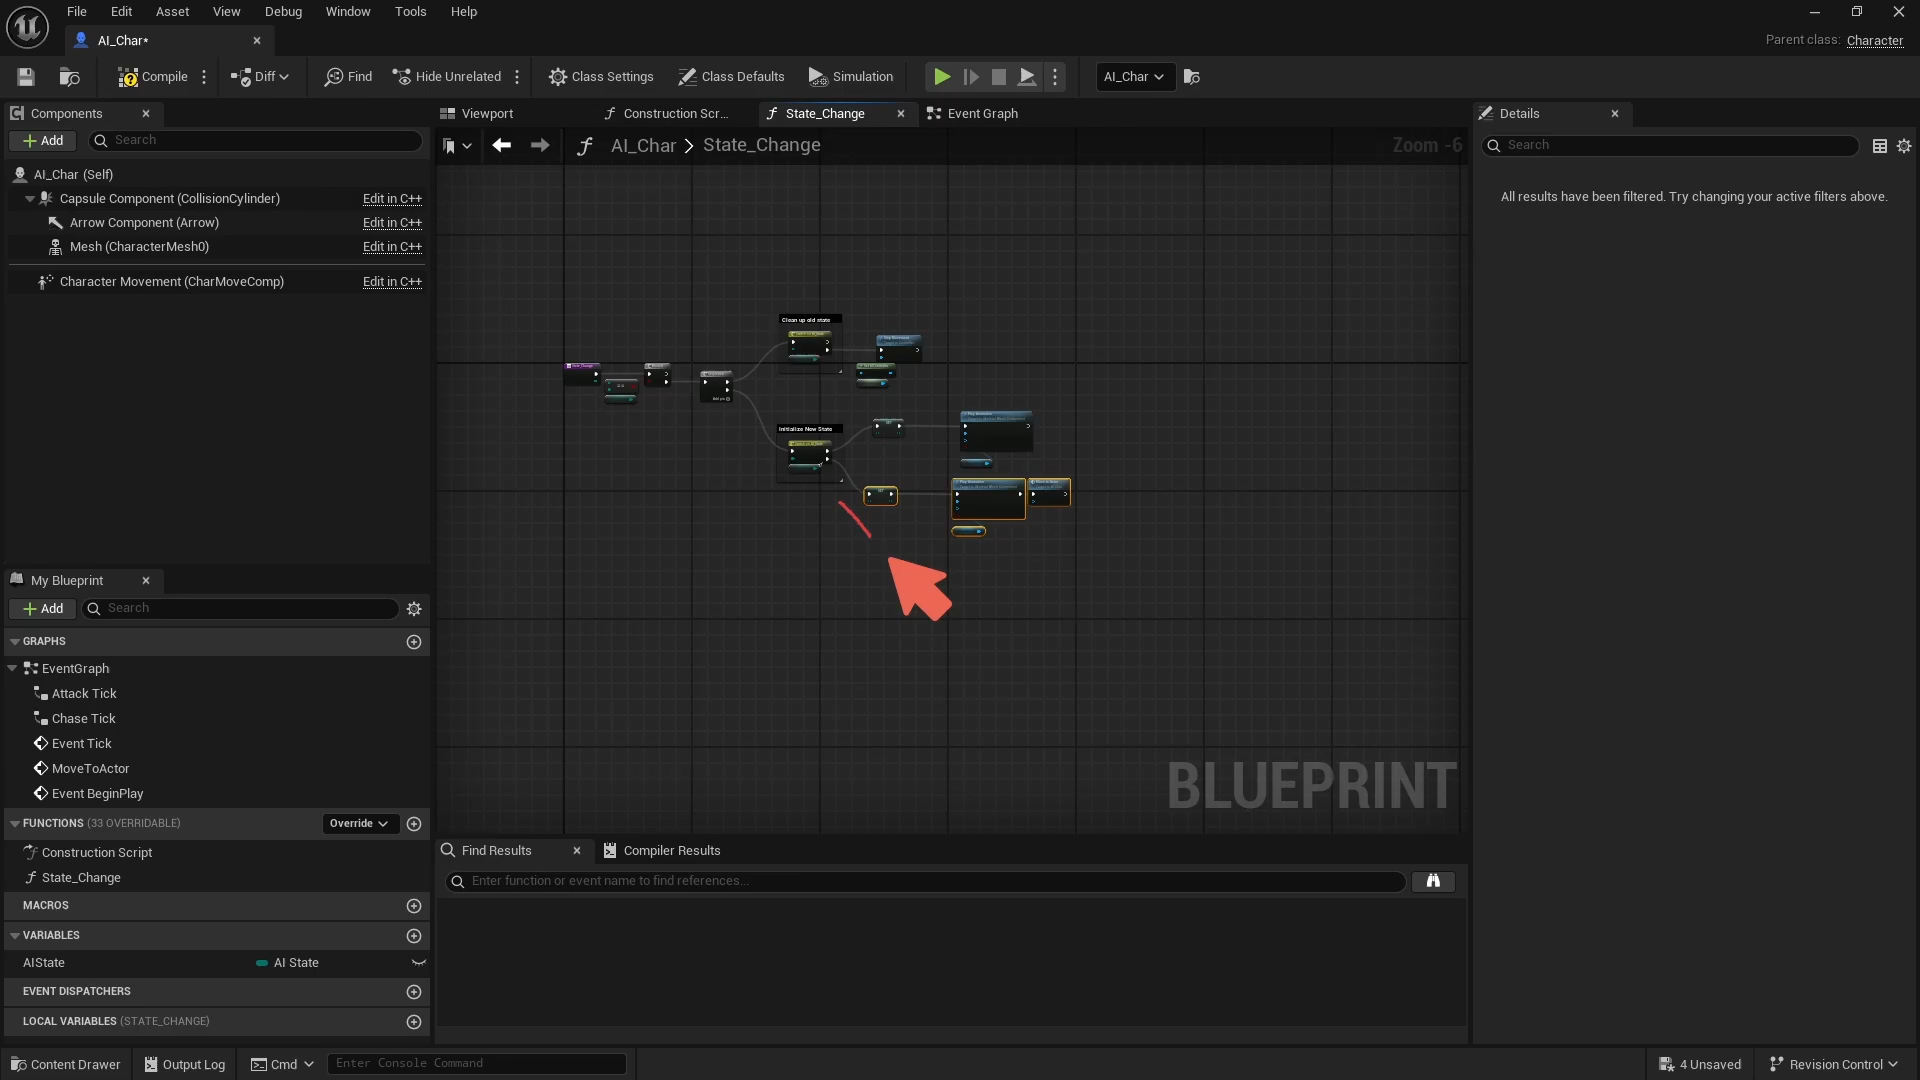 File Edit Asset View Debug Window Tools Help
AI_Char*
Parent class: Character
Compile Diff Find Hide Unrelated Class Settings Class Defaults Simulation AI_Char
Components
Viewport Construction Scr... State_Change Event Graph
Details
Add Search
AI_Char > State_Change Zoom -6
Search
AI_Char (Self)
All results have been filtered. Try changing your active filters above.
Capsule Component (CollisionCylinder) Edit in C++
Arrow Component (Arrow) Edit in C++
Mesh (CharacterMesh0) Edit in C++
Character Movement (CharMoveComp) Edit in C++
Clean up old state
State_Change
Initialize New State
BLUEPRINT
My Blueprint
Add Search
GRAPHS
EventGraph
Attack Tick
Chase Tick
Event Tick
MoveToActor
Event BeginPlay
FUNCTIONS (33 OVERRIDABLE) Override
Construction Script
State_Change
MACROS
VARIABLES
AIState AI State
EVENT DISPATCHERS
LOCAL VARIABLES (STATE_CHANGE)
Find Results Compiler Results
Enter function or event name to find references...
Content Drawer Output Log Cmd Enter Console Command 4 Unsaved Revision Control